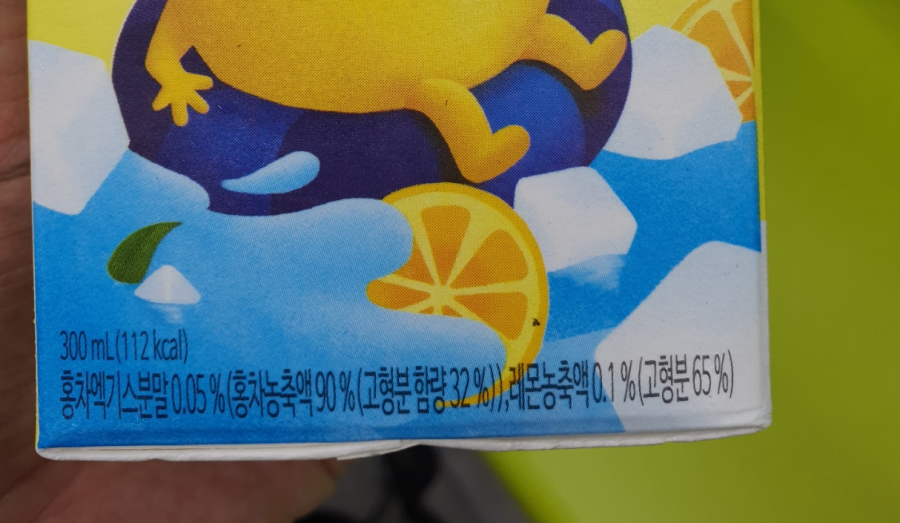 300 mL(112 kcal)
홍차엑기스분말 0.05 %(홍차농축액 90 %(고형분 함량 32 %)), 레몬농축액 0.1 %(고형분 65 %)